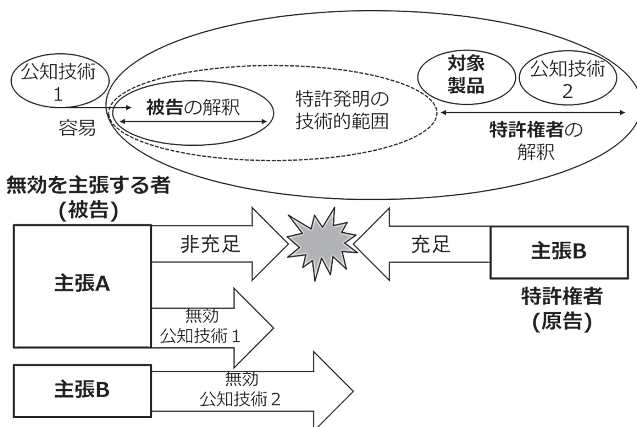 公知技術
1
容易
被告の解釈
特許発明の
技術的範囲
対象
製品
公知技術
2
特許権者の
解釈
無効を主張する者
(被告)
主張A
非充足
充足
主張B
特許権者
(原告)
無効
公知技術1
主張B
無効
公知技術2